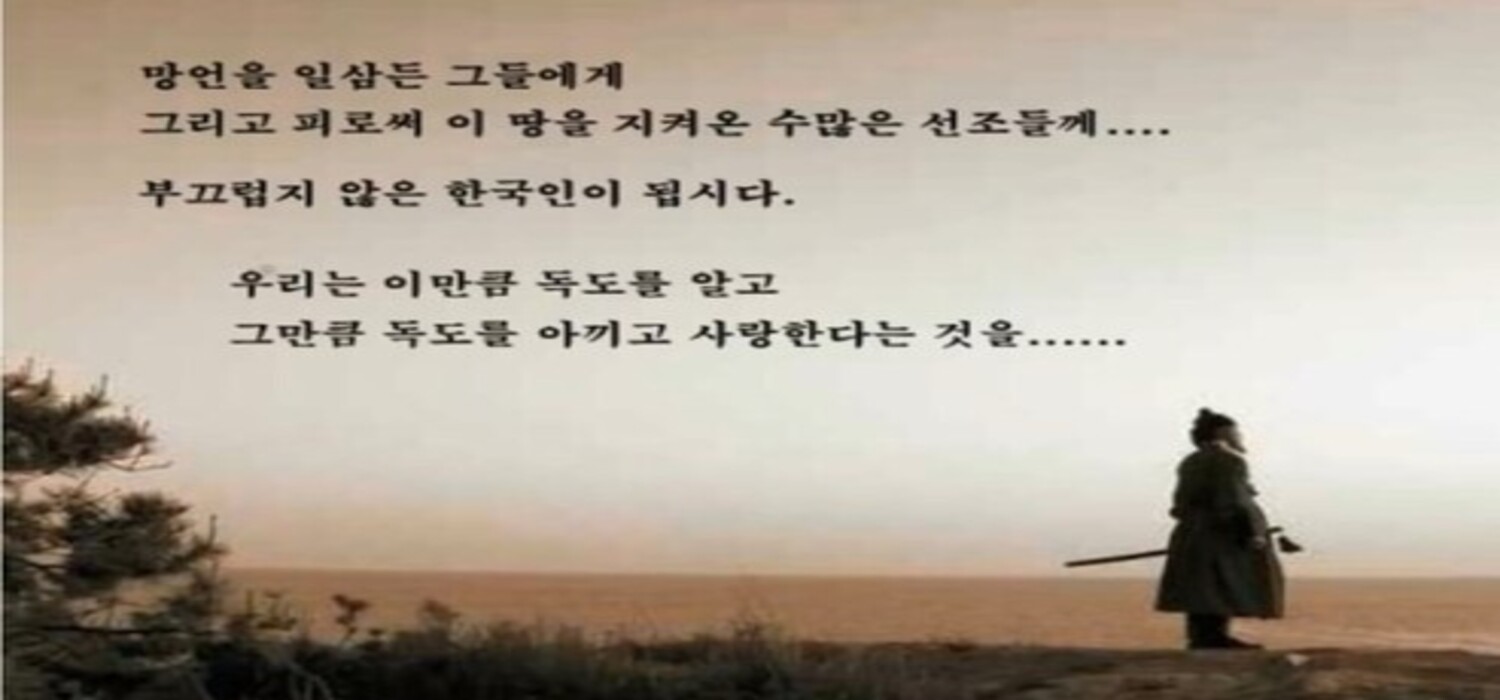 망언을 일삼든 그들에게
그리고 피로써 이 땅을 지켜온 수많은 선조들께....
부끄럽지 않은 한국인이 됩시다.
우리는 이만큼 독도를 알고
그만큼 독도를 아끼고 사랑한다는 것을......